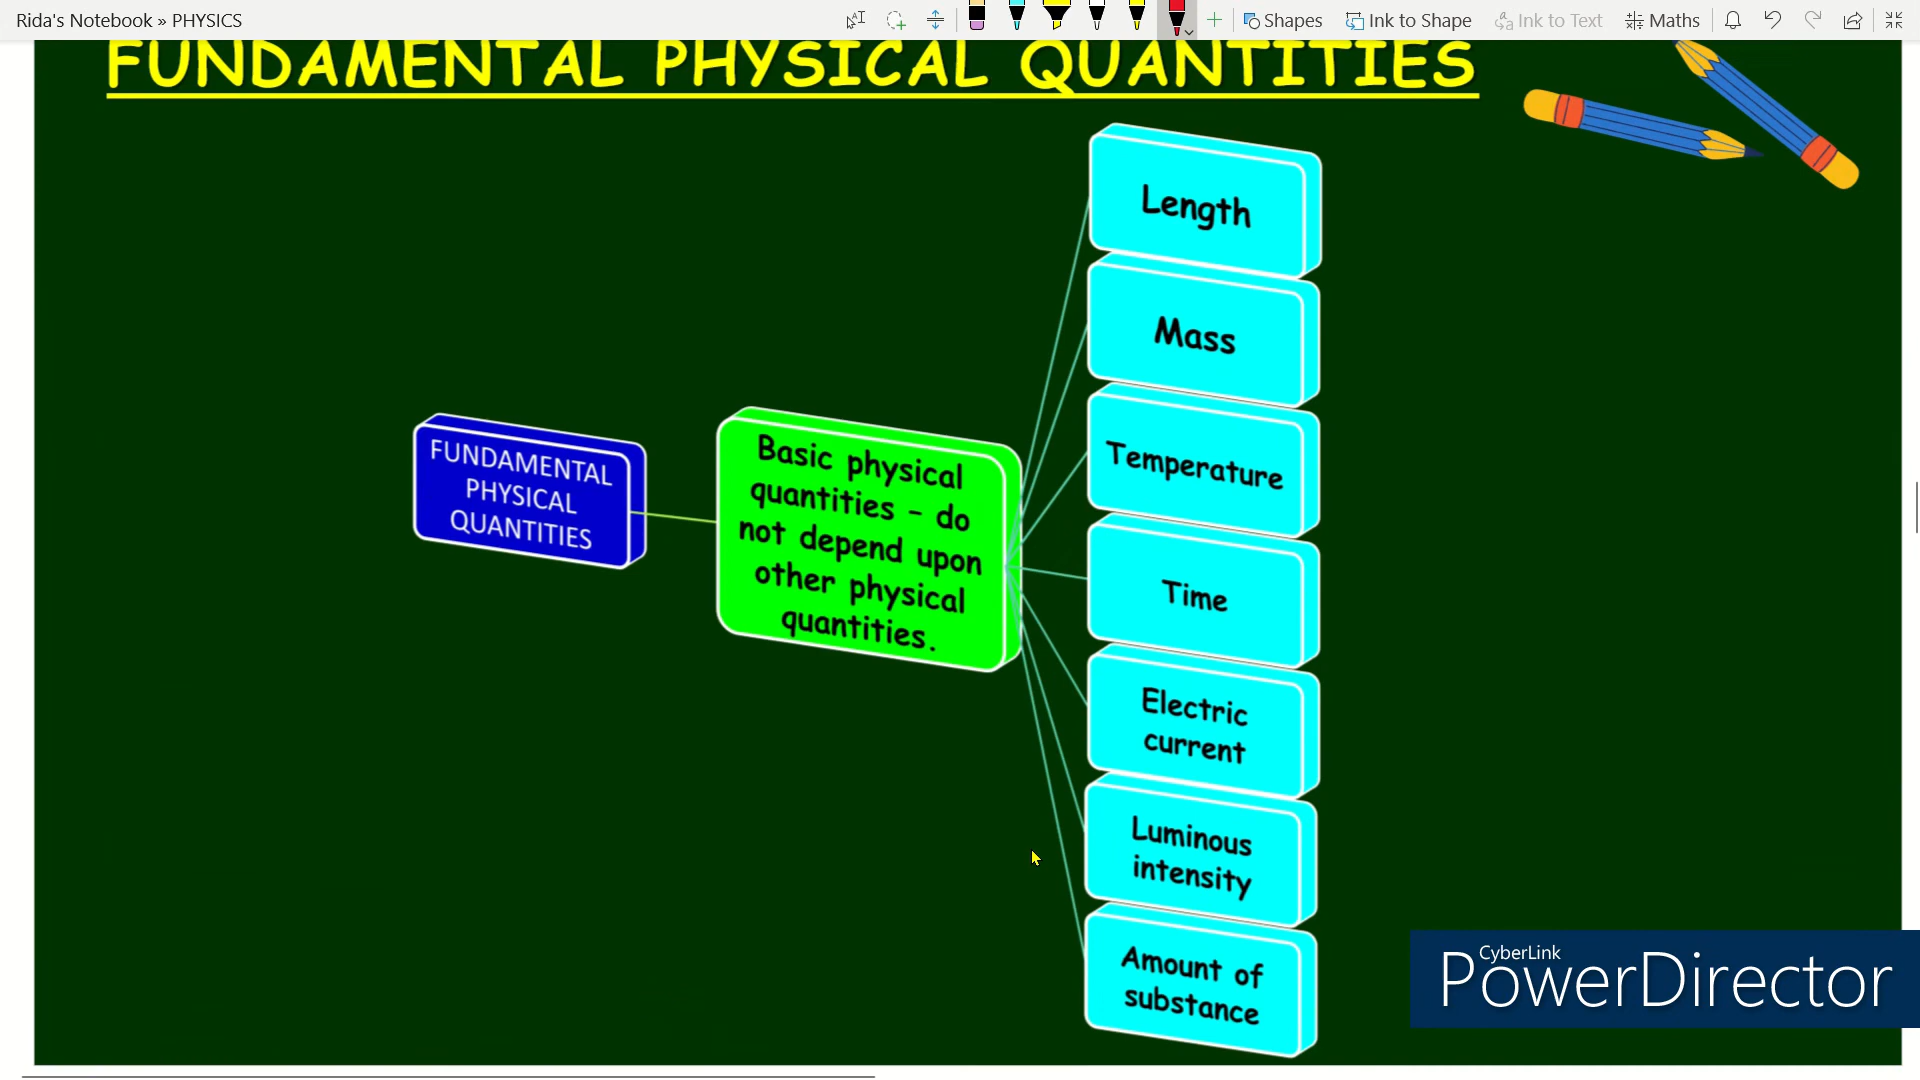 Rida's Notebook » PHYSICS
Shapes
Ink to Shape
Ink to Text
Maths
FUNDAMENTAL PHYSICAL QUANTITIES
FUNDAMENTAL
PHYSICAL
QUANTITIES
Basic physical
quantities - do
not depend upon
other physical
quantities.
Length
Mass
Temperature
Time
Electric
current
Luminous
intensity
Amount of
substance
CyberLink
PowerDirector